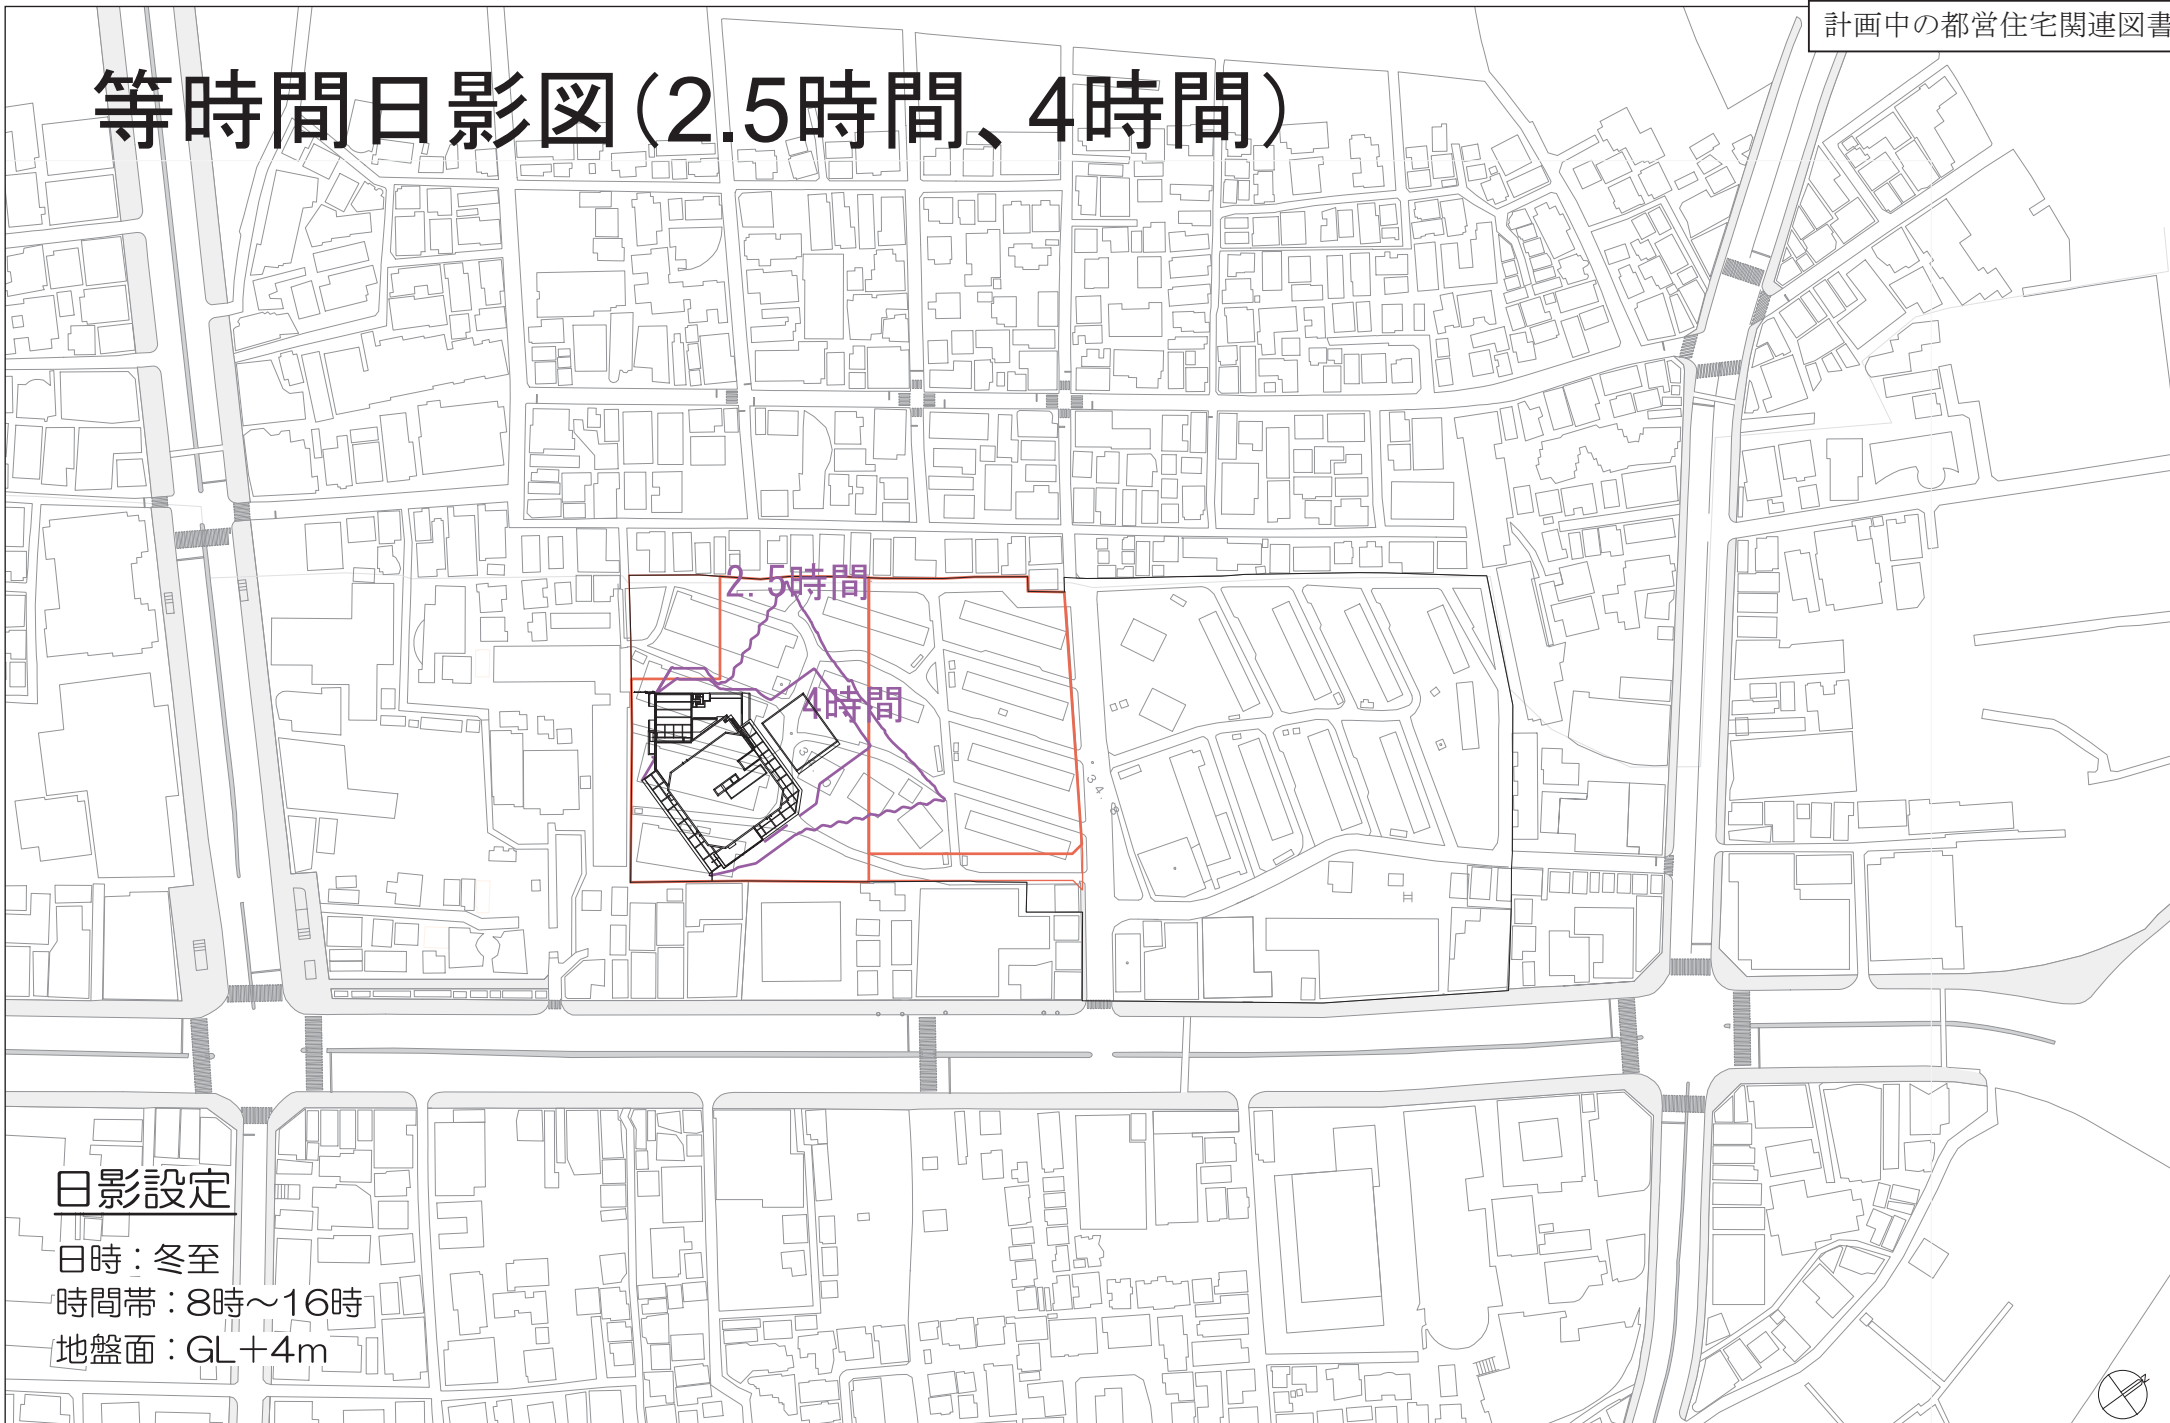 計画中の都営住宅関連図書
等時間日影図(2.5時間、4時間)
2.5時間
4時間
日影設定
日時：冬至
時間帯：8時～16時
地盤面：GL＋4m